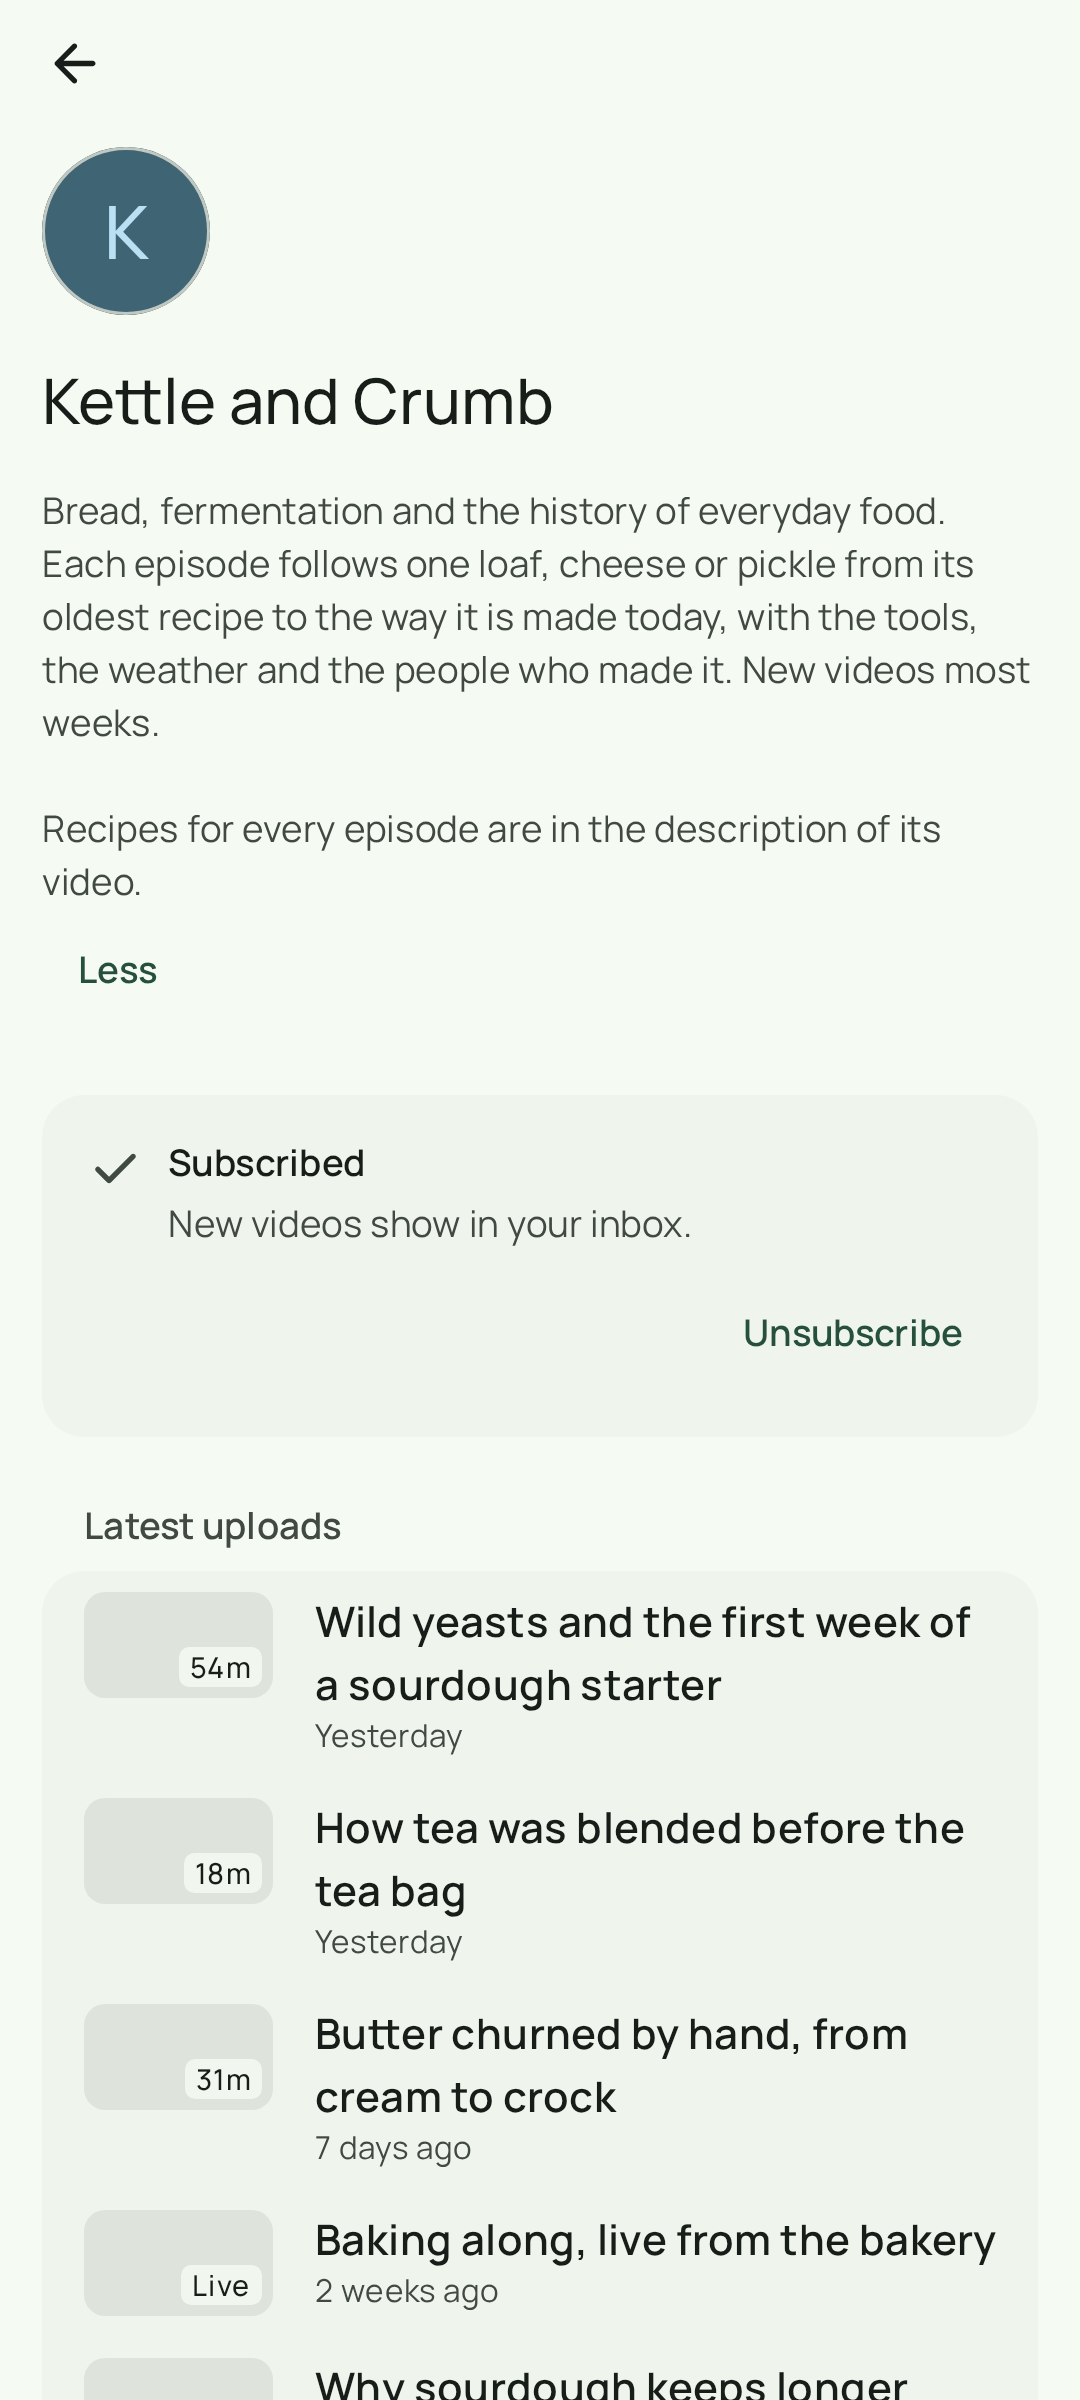 K
Kettle and Crumb
Bread, fermentation and the history of everyday food.
Each episode follows one loaf, cheese or pickle from its
oldest recipe to the way it is made today, with the tools,
the weather and the people who made it. New videos most
weeks.
Recipes for every episode are in the description of its
video.
Less
Subscribed
New videos show in your inbox.
Unsubscribe
Latest uploads
54m
Wild yeasts and the first week of
a sourdough starter
Yesterday
18m
How tea was blended before the
tea bag
Yesterday
31m
Butter churned by hand, from
cream to crock
7 days ago
Live
Baking along, live from the bakery
2 weeks ago
Why sourdough keeps longer